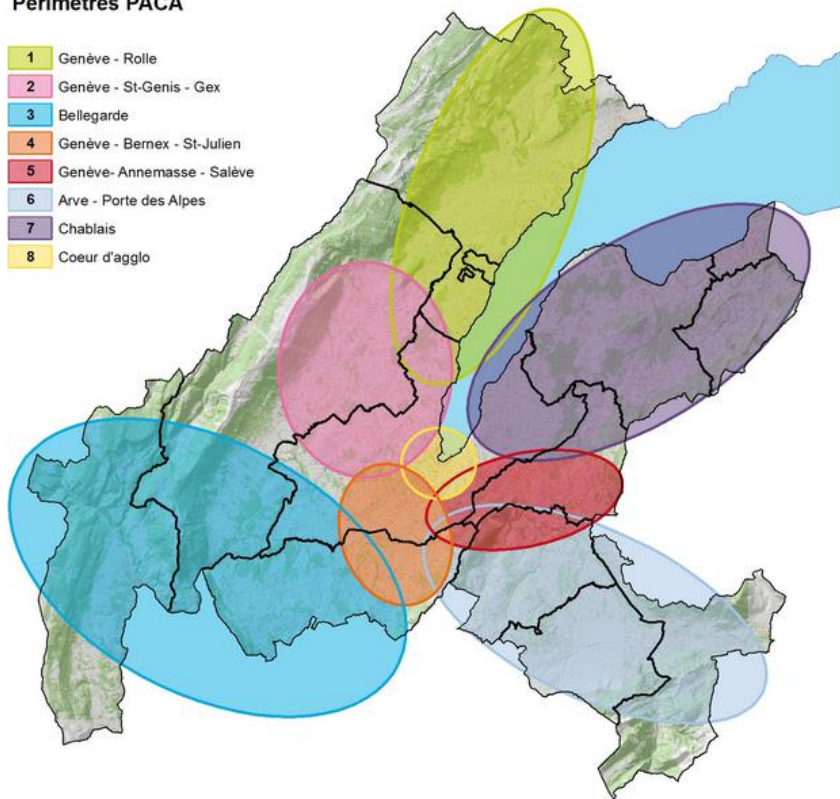 Périmètres PACA
1 Genève - Rolle
2 Genève - St-Genis - Gex
3 Bellegarde
4 Genève - Bernex - St-Julien
5 Genève- Annemasse - Salève
6 Arve - Porte des Alpes
7 Chablais
8 Coeur d'agglo